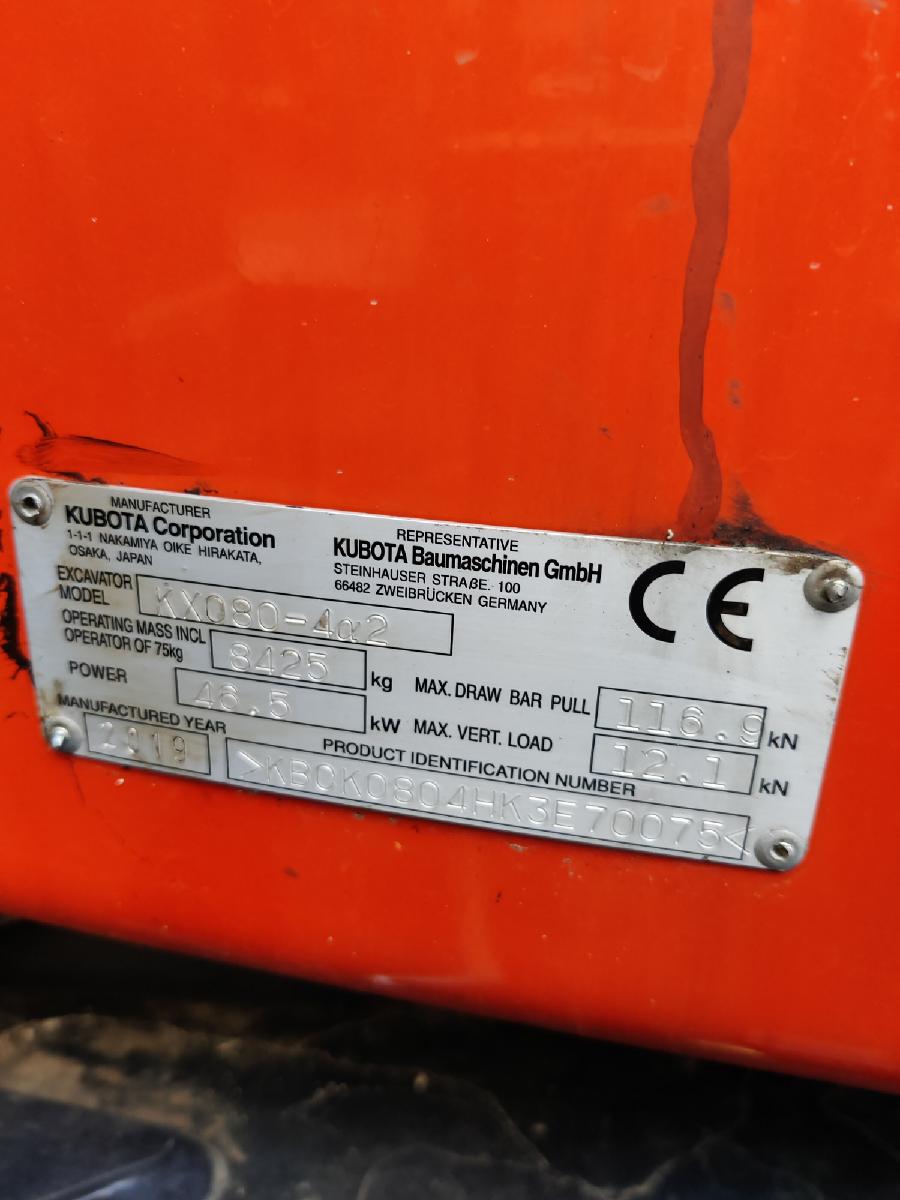 MANUFACTURER
KUBOTA Corporation
1-1-1 NAKAMIYA OIKE HIRAKATA,
OSAKA, JAPAN
REPRESENTATIVE
KUBOTA Baumaschinen GmbH
STEINHAUSER STRAßE. 100
66482 ZWEIBRÜCKEN GERMANY
CE
EXCAVATOR
MODEL
KX080-4α2
OPERATING MASS INCL
OPERATOR OF 75kg
8425 kg
MAX. DRAW BAR PULL 116.9 kN
POWER 46.5 kW
MAX. VERT. LOAD 12.1 kN
MANUFACTURED YEAR
2019
PRODUCT IDENTIFICATION NUMBER
>KBCK0804HK3E70075<